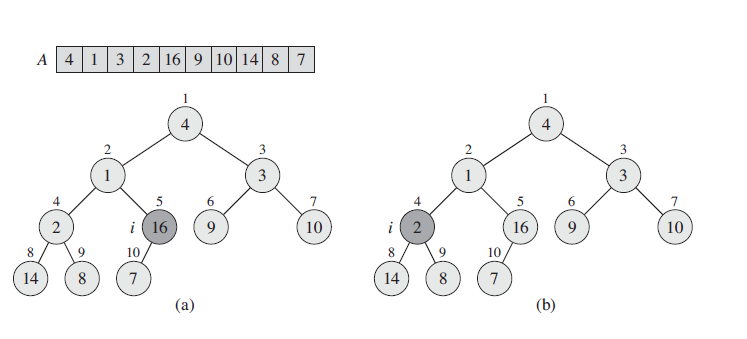 A 4 1 3 2 16 9 10 14 8 7
1 1
4 4
2 3 2 3
1 3 1 3
4 5 6 7 4 5 6 7
2 i 16 9 10 i 2 16 9 10
8 9 10 8 9 10
14 8 7 14 8 7
(a) (b)